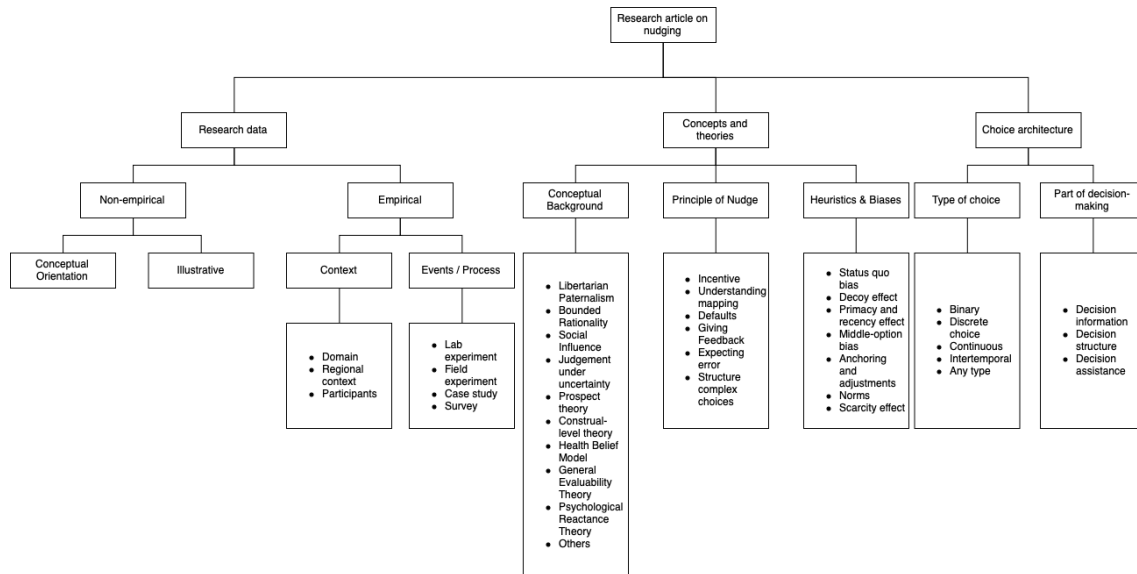 Research article on
nudging
Research data
Concepts and
theories
Choice architecture
Non-empirical
Empirical
Conceptual
Background
Principle of Nudge
Heuristics & Biases
Type of choice
Part of decision-
making
Conceptual
Orientation
Illustrative
Context
Events / Process
Domain
Regional
context
Participants
Lab
experiment
Field
experiment
Case study
Survey
Libertarian
Paternalism
Bounded
Rationality
Social
Influence
Judgement
under
uncertainty
Prospect
theory
Construal-
level theory
Health Belief
Model
General
Evaluability
Theory
Psychological
Reactance
Theory
Others
Incentive
Understanding
mapping
Defaults
Giving
Feedback
Expecting
error
Structure
complex
choices
Status quo
bias
Decoy effect
Primacy and
recency effect
Middle-option
bias
Anchoring
and
adjustments
Norms
Scarcity effect
Binary
Discrete
choice
Continuous
Intertemporal
Any type
Decision
information
Decision
structure
Decision
assistance